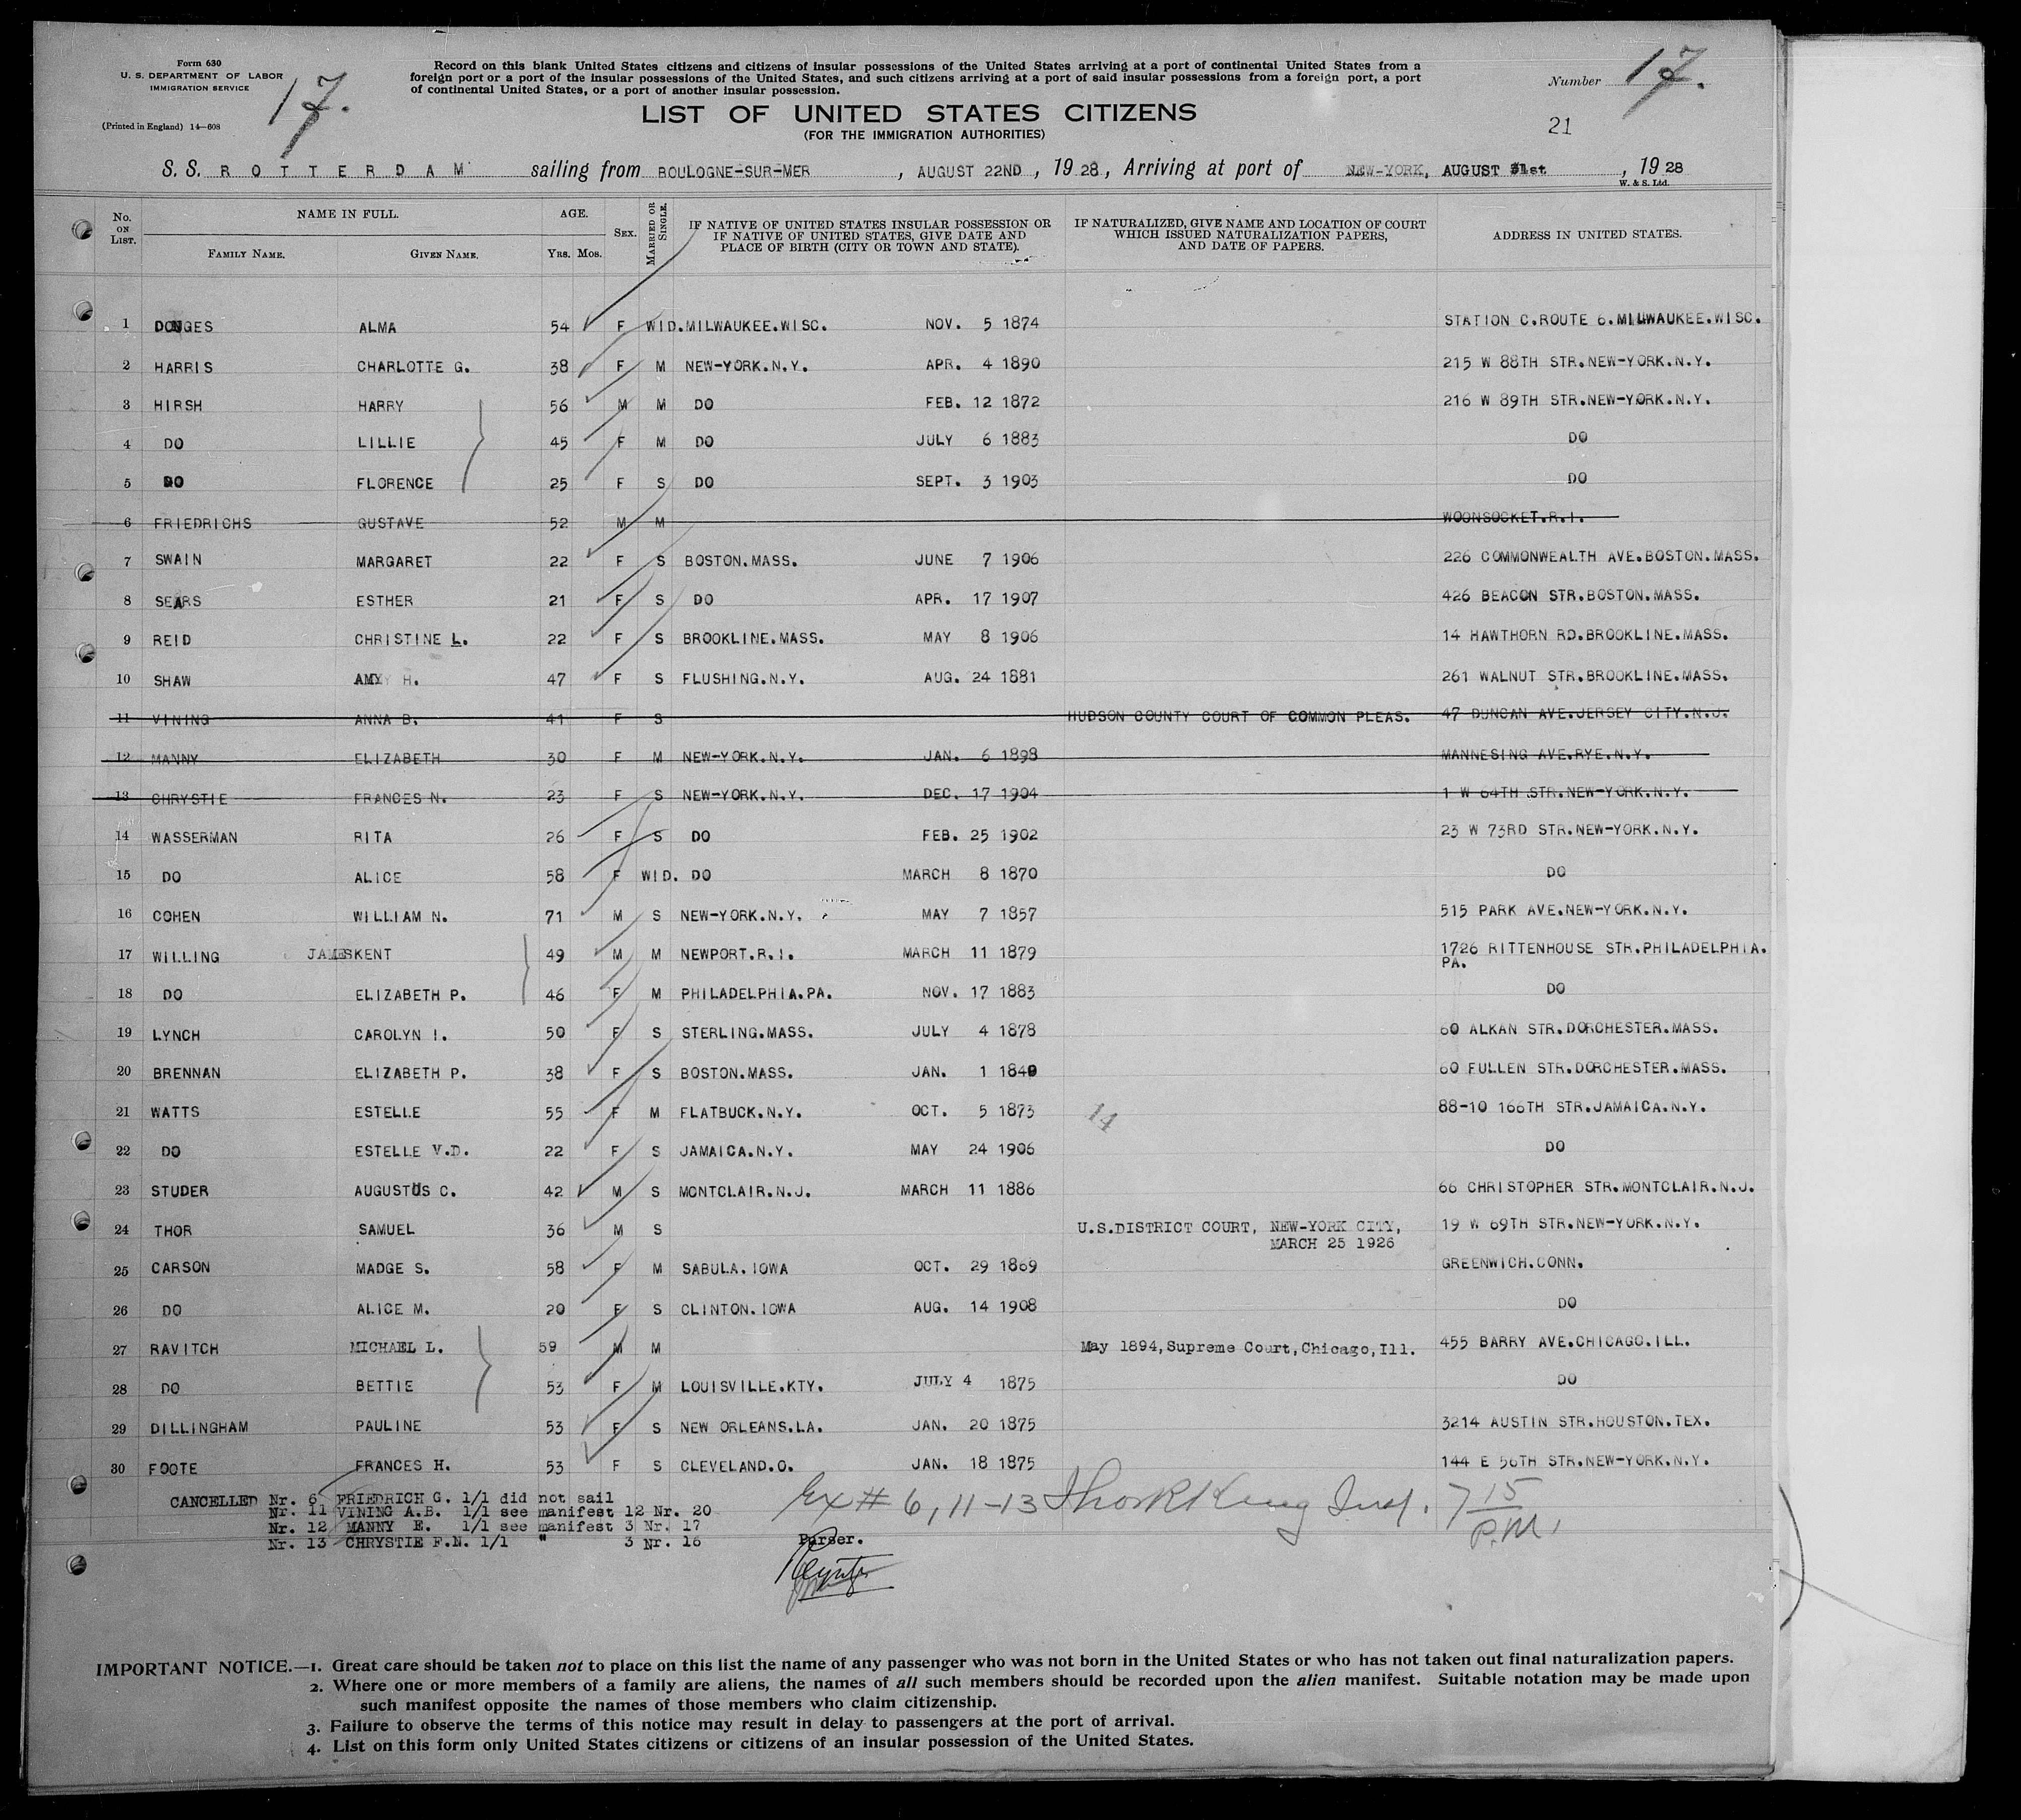 Form 630
U. S. DEPARTMENT OF LABOR
IMMIGRATION SERVICE
(Printed in England) 14—608
17.
Record on this blank United States citizens and citizens of insular possessions of the United States arriving at a port of continental United States from a
foreign port or a port of the insular possessions of the United States, and such citizens arriving at a port of said insular possessions from a foreign port, a port
of continental United States, or a port of another insular possession.
Number 17.
LIST OF UNITED STATES CITIZENS
(FOR THE IMMIGRATION AUTHORITIES)
21
S. S. ROTTERDAM sailing from BOULOGNE-SUR-MER, AUGUST 22ND, 1928, Arriving at port of NEW-YORK, AUGUST 31st, 1928
W. & S. Ltd.
No. ON LIST. NAME IN FULL. FAMILY NAME. GIVEN NAME. AGE. YRS. MOS. SEX. MARRIED OR SINGLE. IF NATIVE OF UNITED STATES INSULAR POSSESSION OR IF NATIVE OF UNITED STATES, GIVE DATE AND PLACE OF BIRTH (CITY OR TOWN AND STATE). IF NATURALIZED, GIVE NAME AND LOCATION OF COURT WHICH ISSUED NATURALIZATION PAPERS, AND DATE OF PAPERS. ADDRESS IN UNITED STATES.
1 DONGES ALMA 54 F WID. MILWAUKEE.WISC. NOV. 5 1874 STATION C.ROUTE 6.MILWAUKEE.WISC.
2 HARRIS CHARLOTTE G. 38 F M NEW-YORK.N.Y. APR. 4 1890 215 W 88TH STR.NEW-YORK.N.Y.
3 HIRSH HARRY 56 M M DO FEB. 12 1872 216 W 89TH STR.NEW-YORK.N.Y.
4 DO LILLIE 45 F M DO JULY 6 1883 DO
5 DO FLORENCE 25 F S DO SEPT. 3 1903 DO
6 FRIEDRICHS GUSTAVE 52 M M WOONSOCKET.R.I.
7 SWAIN MARGARET 22 F S BOSTON.MASS. JUNE 7 1906 226 COMMONWEALTH AVE.BOSTON.MASS.
8 SEARS ESTHER 21 F S DO APR. 17 1907 426 BEACON STR.BOSTON.MASS.
9 REID CHRISTINE L. 22 F S BROOKLINE.MASS. MAY 8 1906 14 HAWTHORN RD.BROOKLINE.MASS.
10 SHAW AMY H. 47 F S FLUSHING.N.Y. AUG. 24 1881 261 WALNUT STR.BROOKLINE.MASS.
11 VINING ANNA B. 41 F S HUDSON COUNTY COURT OF COMMON PLEAS. 47 DUNCAN AVE.JERSEY CITY.N.J.
12 MANNY ELIZABETH 30 F M NEW-YORK.N.Y. JAN. 6 1898 MANNESING AVE.RYE.N.Y.
13 CHRYSTIE FRANCES N. 23 F S NEW-YORK.N.Y. DEC. 17 1904 1 W 64TH STR.NEW-YORK.N.Y.
14 WASSERMAN RITA 26 F S DO FEB. 25 1902 23 W 73RD STR.NEW-YORK.N.Y.
15 DO ALICE 58 F WID. DO MARCH 8 1870 DO
16 COHEN WILLIAM N. 71 M S NEW-YORK.N.Y. MAY 7 1857 515 PARK AVE.NEW-YORK.N.Y.
17 WILLING JAMESKENT 49 M M NEWPORT.R.I. MARCH 11 1879 1726 RITTENHOUSE STR.PHILADELPHIA.
PA.
18 DO ELIZABETH P. 46 F M PHILADELPHIA.PA. NOV. 17 1883 DO
19 LYNCH CAROLYN I. 50 F S STERLING.MASS. JULY 4 1878 60 ALKAN STR.DORCHESTER.MASS.
20 BRENNAN ELIZABETH P. 38 F S BOSTON.MASS. JAN. 1 1840 60 FULLEN STR.DORCHESTER.MASS.
21 WATTS ESTELLE 55 F M FLATBUCK.N.Y. OCT. 5 1873 14 88-10 166TH STR.JAMAICA.N.Y.
22 DO ESTELLE V.D. 22 F S JAMAICA.N.Y. MAY 24 1906 DO
23 STUDER AUGUSTUS C. 42 M S MONTCLAIR.N.J. MARCH 11 1886 66 CHRISTOPHER STR.MONTCLAIR.N.J.
24 THOR SAMUEL 36 M S U.S.DISTRICT COURT, NEW-YORK CITY, 19 W 69TH STR.NEW-YORK.N.Y.
MARCH 25 1926
25 CARSON MADGE S. 58 F M SABULA.IOWA OCT. 29 1869 GREENWICH.CONN.
26 DO ALICE M. 20 F S CLINTON.IOWA AUG. 14 1908 DO
27 RAVITCH MICHAEL L. 59 M M May 1894,Supreme Court,Chicago,Ill. 455 BARRY AVE.CHICAGO.ILL.
28 DO BETTIE 53 F M LOUISVILLE.KTY. JULY 4 1875 DO
29 DILLINGHAM PAULINE 53 F S NEW ORLEANS.LA. JAN. 20 1875 3214 AUSTIN STR.HOUSTON.TEX.
30 FOOTE FRANCES H. 53 F S CLEVELAND.O. JAN. 18 1875 144 E 56TH STR.NEW-YORK.N.Y.
CANCELLED Nr. 6 FRIEDRICH G. 1/1 did not sail
Nr. 11 VINING A.B. 1/1 see manifest 12 Nr. 20
Nr. 12 MANNY E. 1/1 see manifest 3 Nr. 17
Nr. 13 CHRYSTIE F.N. 1/1 " 3 Nr. 16
Ex # 6, 11-13 Insp. 7 15 P.M.
Purser.
IMPORTANT NOTICE.—1. Great care should be taken not to place on this list the name of any passenger who was not born in the United States or who has not taken out final naturalization papers.
2. Where one or more members of a family are aliens, the names of all such members should be recorded upon the alien manifest. Suitable notation may be made upon
such manifest opposite the names of those members who claim citizenship.
3. Failure to observe the terms of this notice may result in delay to passengers at the port of arrival.
4. List on this form only United States citizens or citizens of an insular possession of the United States.